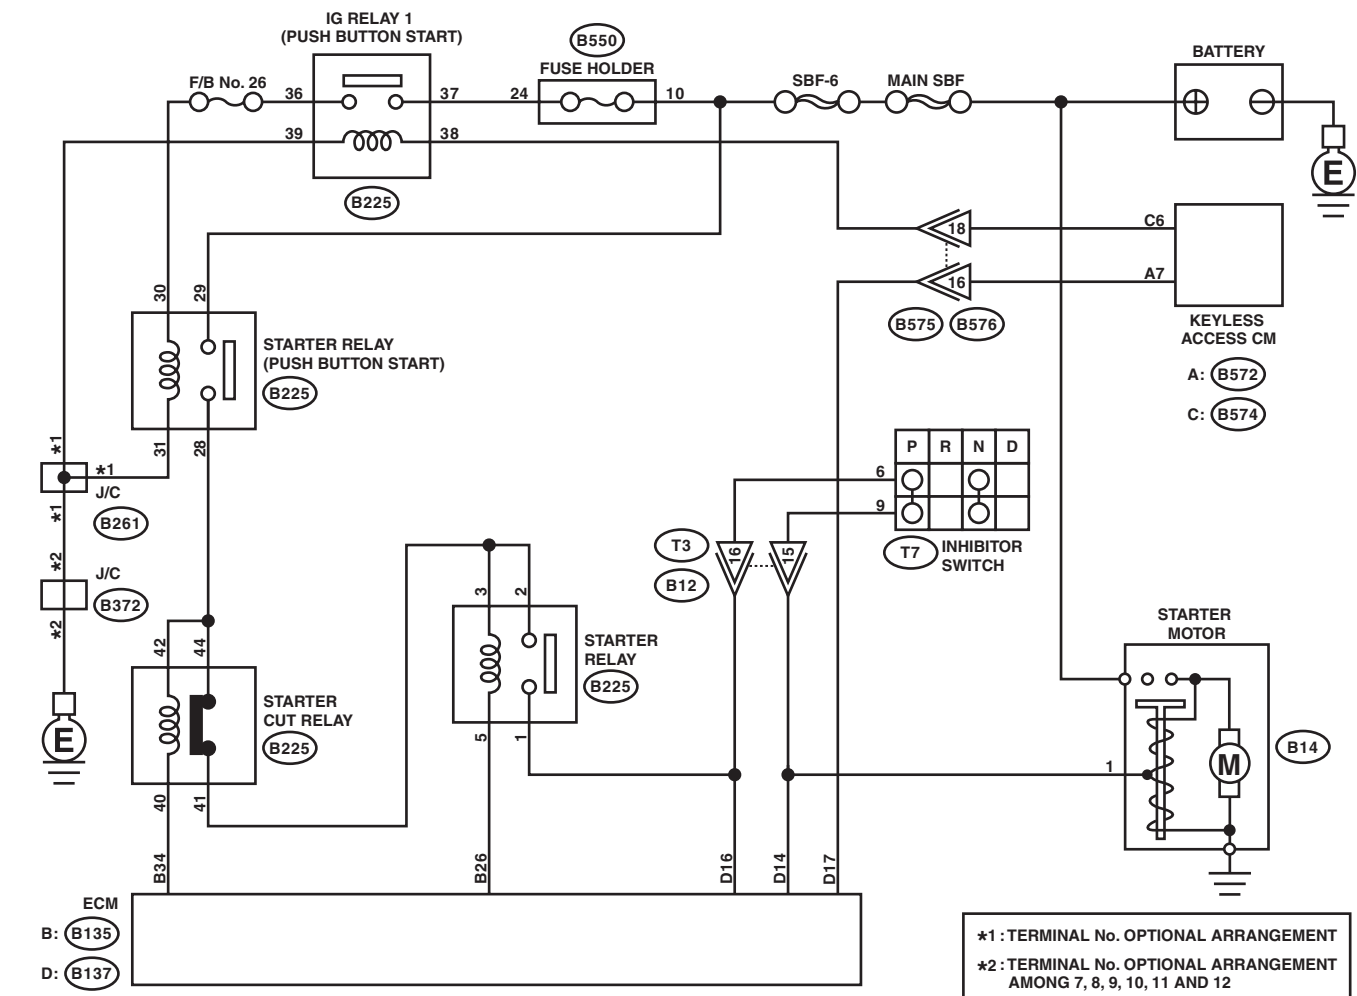 IG RELAY 1
(PUSH BUTTON START)
B550
FUSE HOLDER
F/B No. 26
36
37
24
10
SBF-6
MAIN SBF
BATTERY
39
38
E
B225
18
C6
16
A7
B575
B576
KEYLESS
ACCESS CM
A: B572
C: B574
30
29
STARTER RELAY
(PUSH BUTTON START)
B225
31
28
*1
*1
J/C
*1
B261
*2
J/C
B372
*2
E
P R N D
6
9
T7
INHIBITOR
SWITCH
T3
B12
16
15
42
44
STARTER
CUT RELAY
B225
40
41
3
2
STARTER
RELAY
B225
5
1
STARTER
MOTOR
1
M
B14
B34
B26
D16
D14
D17
ECM
B: B135
D: B137
*1 : TERMINAL No. OPTIONAL ARRANGEMENT
*2 : TERMINAL No. OPTIONAL ARRANGEMENT
AMONG 7, 8, 9, 10, 11 AND 12